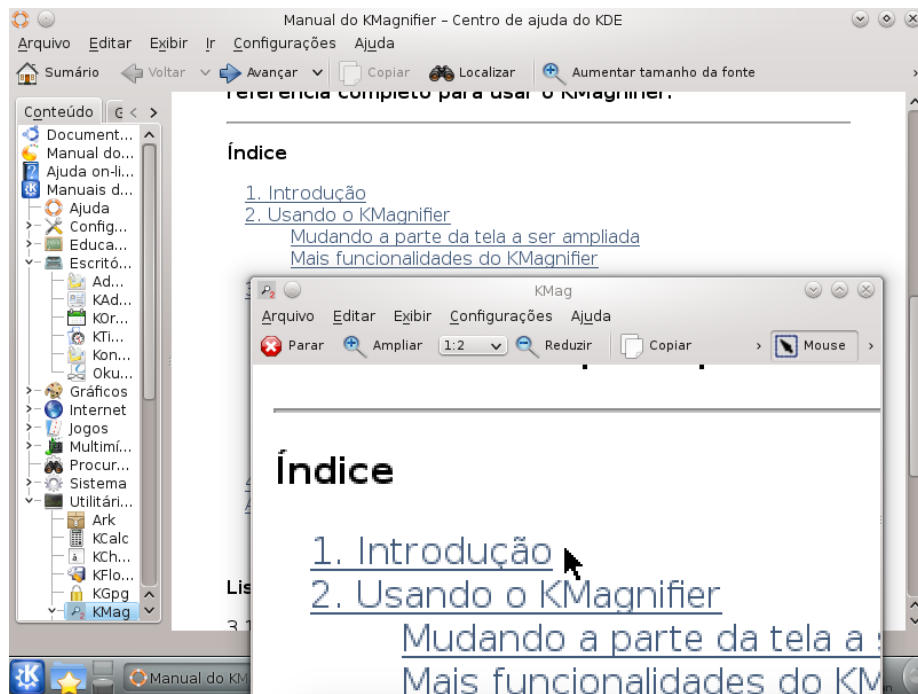 Manual do KMagnifier – Centro de ajuda do KDE
Arquivo Editar Exibir Ir Configurações Ajuda
Sumário Voltar Avançar Copiar Localizar Aumentar tamanho da fonte
referência completo para usar o KMagnifier.
Conteúdo G
Document...
Manual do...
Ajuda on-li...
Manuais d...
Ajuda
Config...
Educa...
Escritó...
Ad...
KAd...
KOr...
KTi...
Kon...
Oku...
Gráficos
Internet
Jogos
Multimí...
Procur...
Sistema
Utilitári...
Ark
KCalc
KCh...
KFlo...
KGpg
KMag
Índice
1. Introdução
2. Usando o KMagnifier
Mudando a parte da tela a ser ampliada
Mais funcionalidades do KMagnifier
Lis
3.1
KMag
Arquivo Editar Exibir Configurações Ajuda
Parar Ampliar 1:2 Reduzir Copiar Mouse
Índice
1. Introdução
2. Usando o KMagnifier
Mudando a parte da tela a s
Mais funcionalidades do KM
Manual do KM